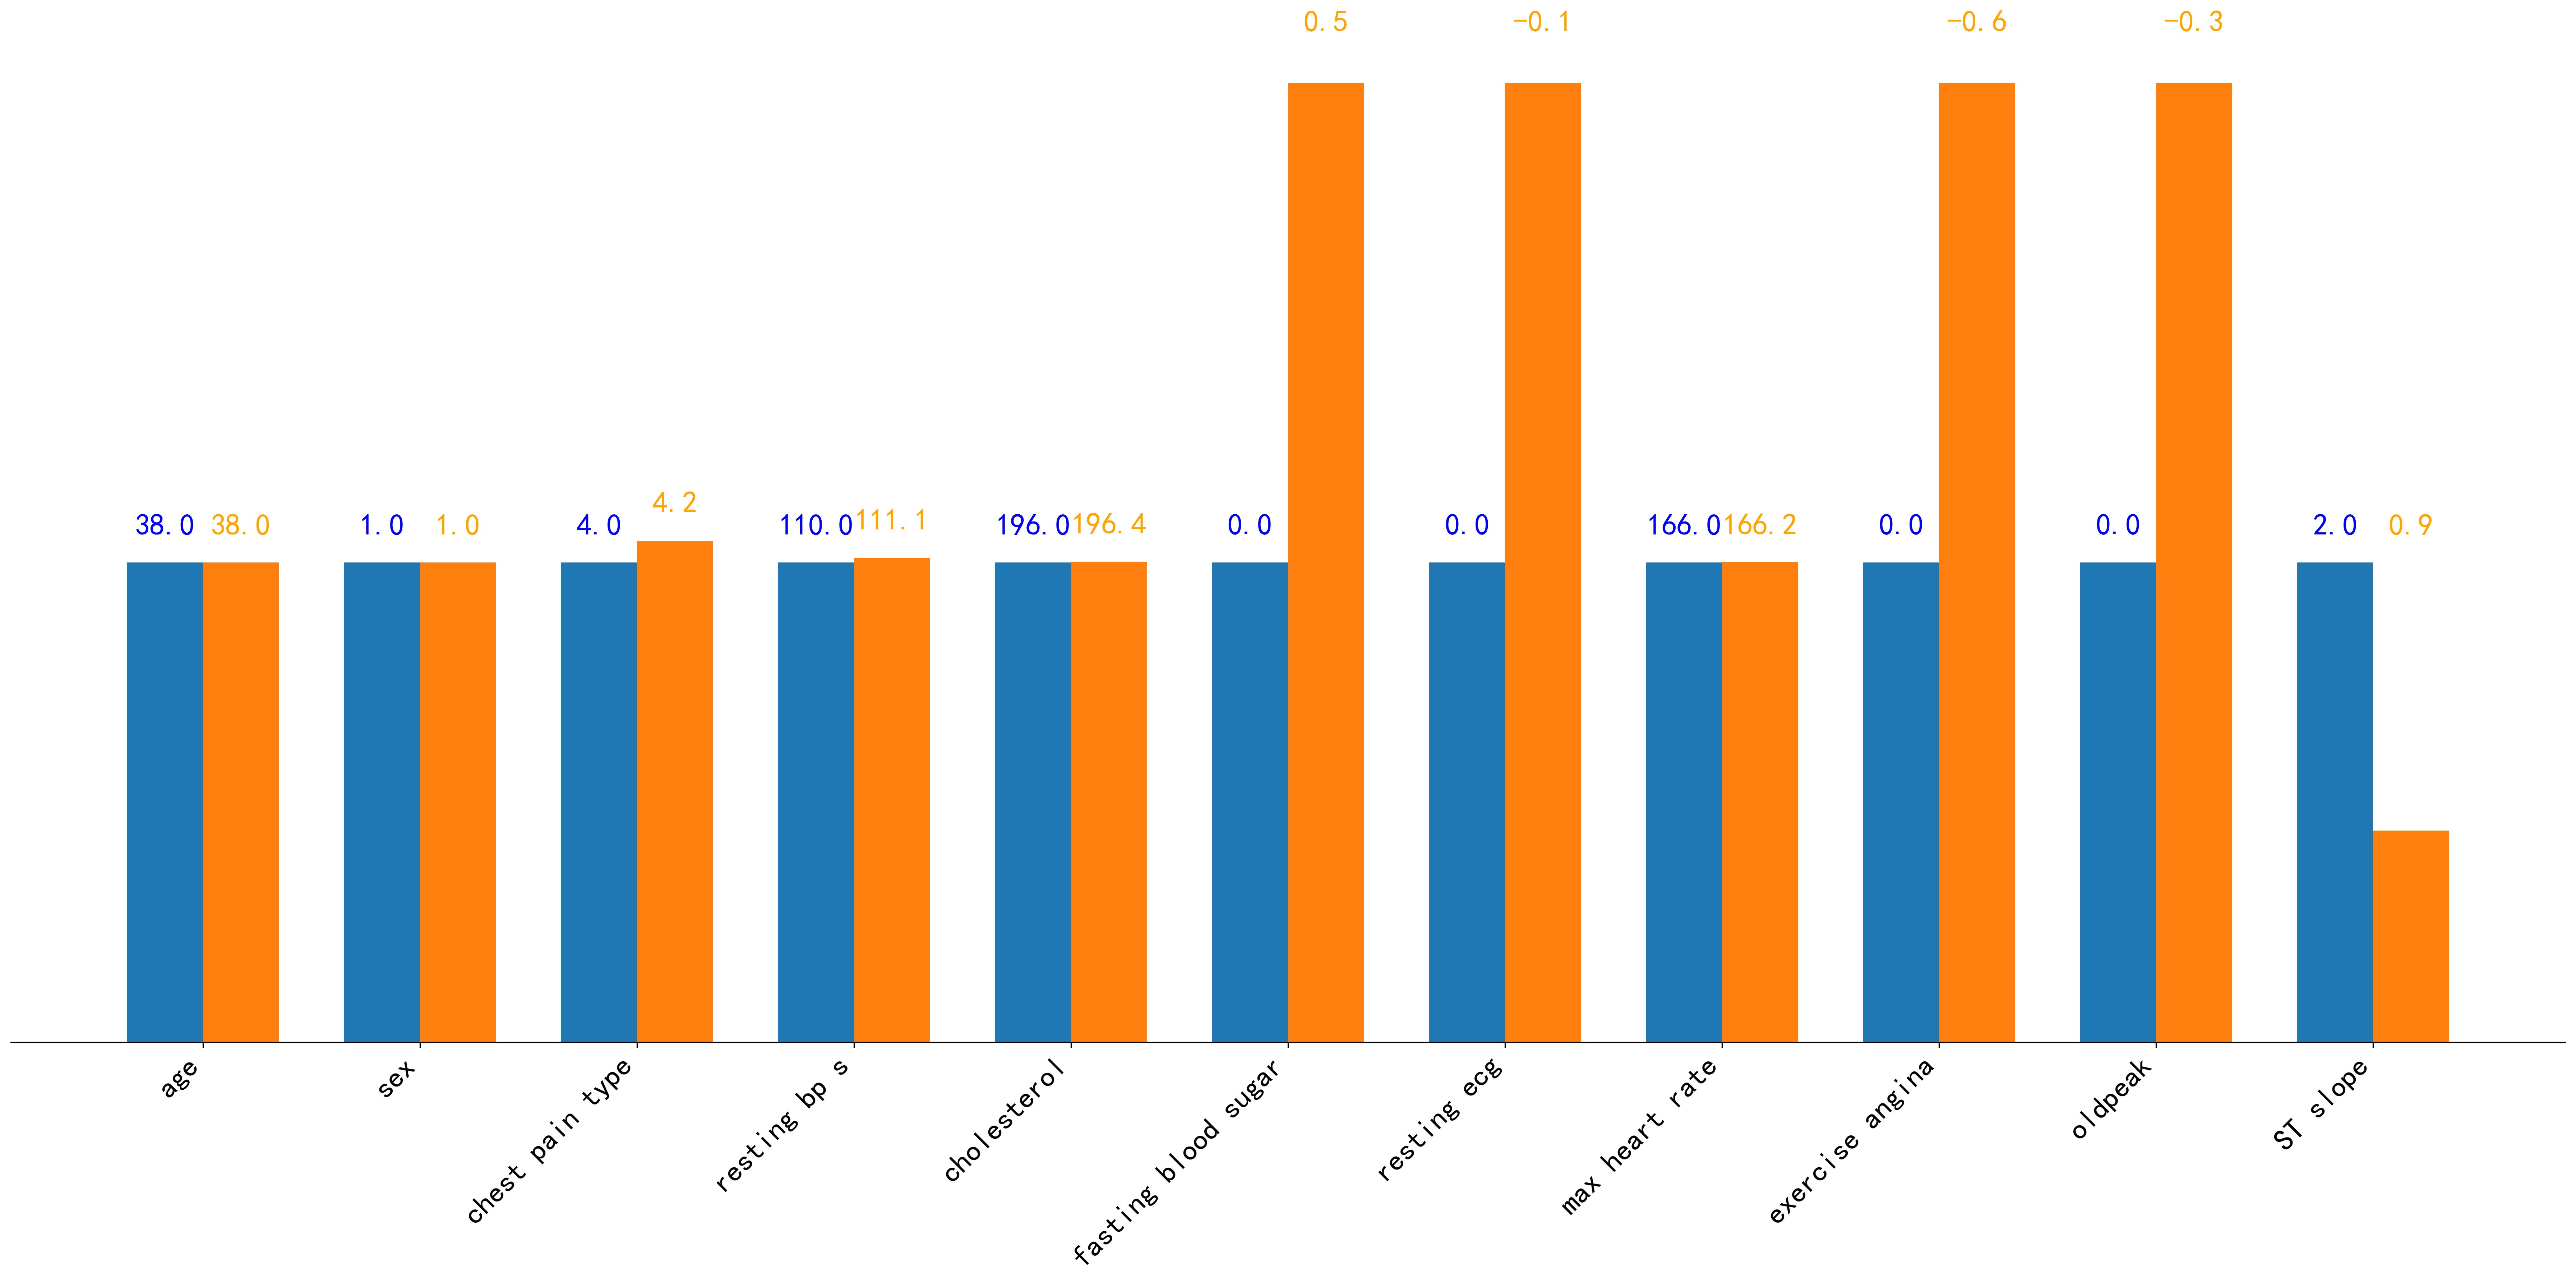 0.5
−0.1
−0.6
−0.3
38.0 38.0
1.0 1.0
4.0 4.2
110.0 111.1
196.0 196.4
0.0
0.0
166.0 166.2
0.0
0.0
2.0 0.9
age
sex
chest pain type
resting bp s
cholesterol
fasting blood sugar
resting ecg
max heart rate
exercise angina
oldpeak
ST slope